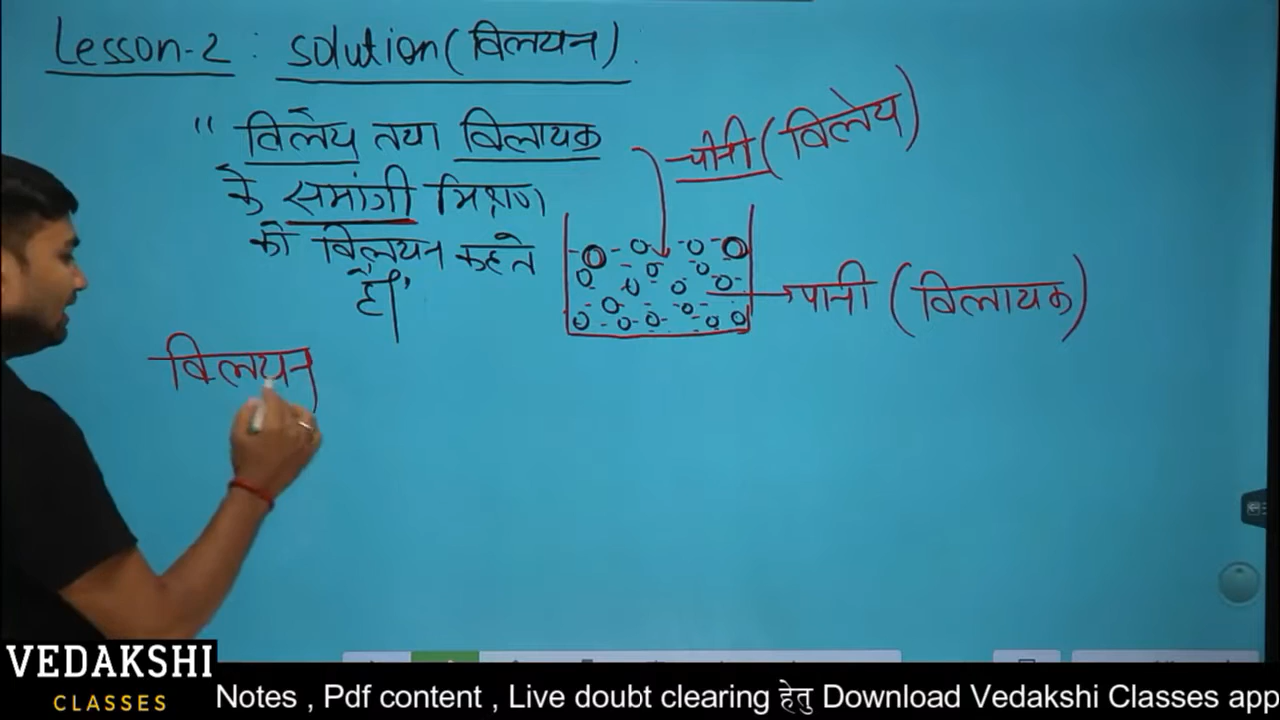 Lesson-2 : solution(विलयन).
" विलेय तथा विलायक
के समांगी मिश्रण
को विलयन कहते
हैं"
चीनी (विलेय)
पानी (विलायक)
विलयन
VEDAKSHI
CLASSES
Notes , Pdf content , Live doubt clearing हेतु Download Vedakshi Classes app